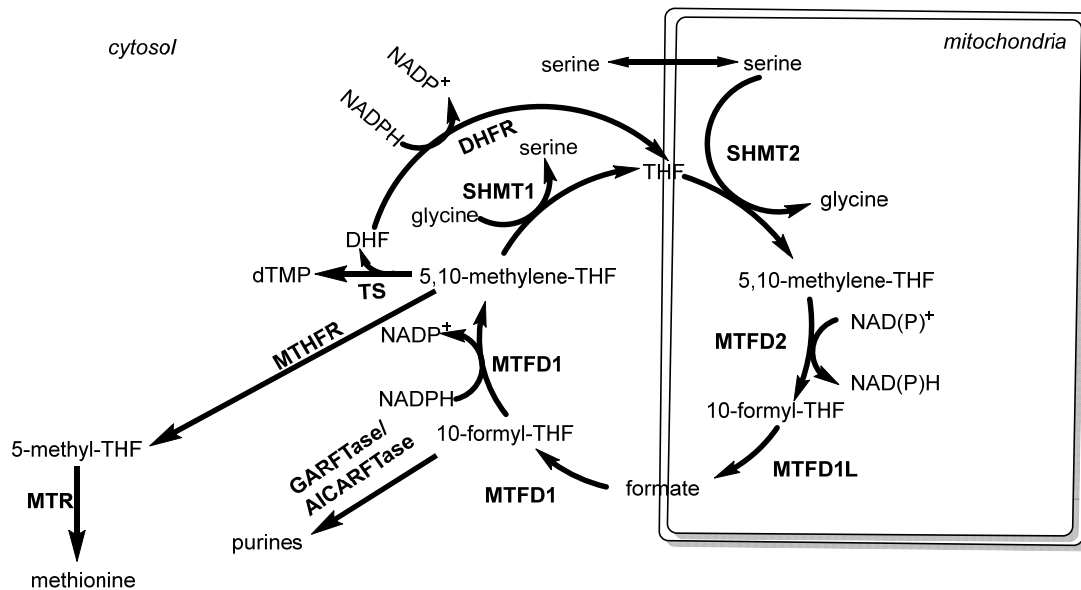 cytosol
mitochondria
serine
serine
NADP+
NADPH
DHFR
serine
SHMT2
THF
SHMT1
glycine
glycine
DHF
dTMP
TS
5,10-methylene-THF
5,10-methylene-THF
MTHFR
NADP+
MTFD1
NADPH
MTFD2
NAD(P)+
NAD(P)H
10-formyl-THF
10-formyl-THF
5-methyl-THF
GARFTase/
AICARFTase
MTFD1L
MTR
MTFD1
formate
purines
methionine